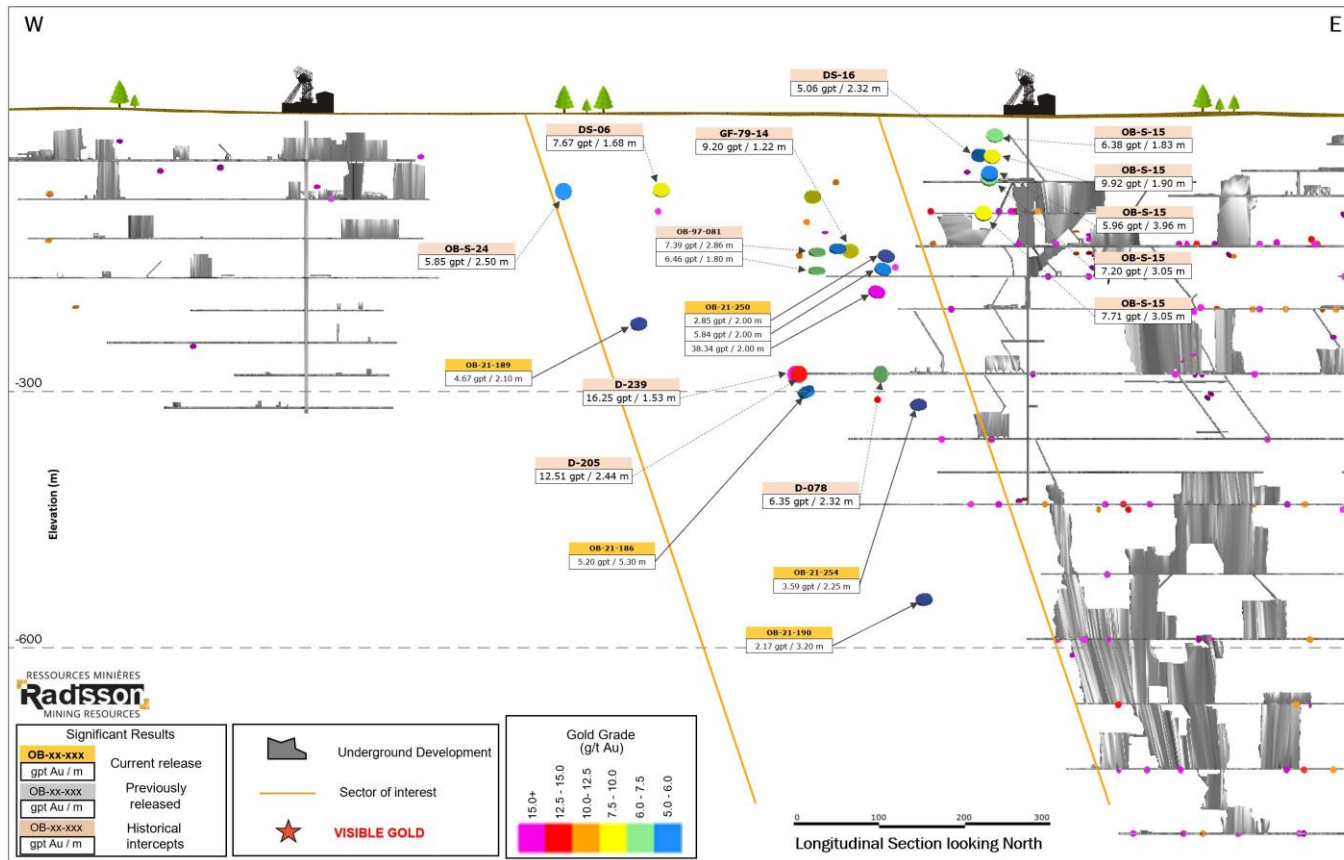 W
E
DS-16
5.06 gpt / 2.32 m
DS-06
7.67 gpt / 1.68 m
GF-79-14
9.20 gpt / 1.22 m
OB-S-15
6.38 gpt / 1.83 m
OB-S-15
9.92 gpt / 1.90 m
OB-S-15
5.96 gpt / 3.96 m
OB-S-15
7.20 gpt / 3.05 m
OB-S-15
7.71 gpt / 3.05 m
OB-S-24
5.85 gpt / 2.50 m
OB-97-081
7.39 gpt / 2.86 m
6.46 gpt / 1.80 m
OB-21-250
2.85 gpt / 2.00 m
5.84 gpt / 2.00 m
38.34 gpt / 2.00 m
OB-21-189
4.67 gpt / 2.10 m
D-239
16.25 gpt / 1.53 m
-300
D-205
12.51 gpt / 2.44 m
D-078
6.35 gpt / 2.32 m
Elevation (m)
OB-21-186
5.20 gpt / 5.30 m
OB-21-254
3.59 gpt / 2.25 m
OB-21-190
2.17 gpt / 3.20 m
-600
RESSOURCES MINIÈRES
Radisson
MINING RESOURCES
Significant Results
OB-xx-xxx
gpt Au / m
Current release
OB-xx-xxx
gpt Au / m
Previously
released
OB-xx-xxx
gpt Au / m
Historical
intercepts
Underground Development
Sector of interest
VISIBLE GOLD
Gold Grade
(g/t Au)
15.0+
12.5 - 15.0
10.0- 12.5
7.5 - 10.0
6.0 - 7.5
5.0 - 6.0
0
100
200
300
Longitudinal Section looking North